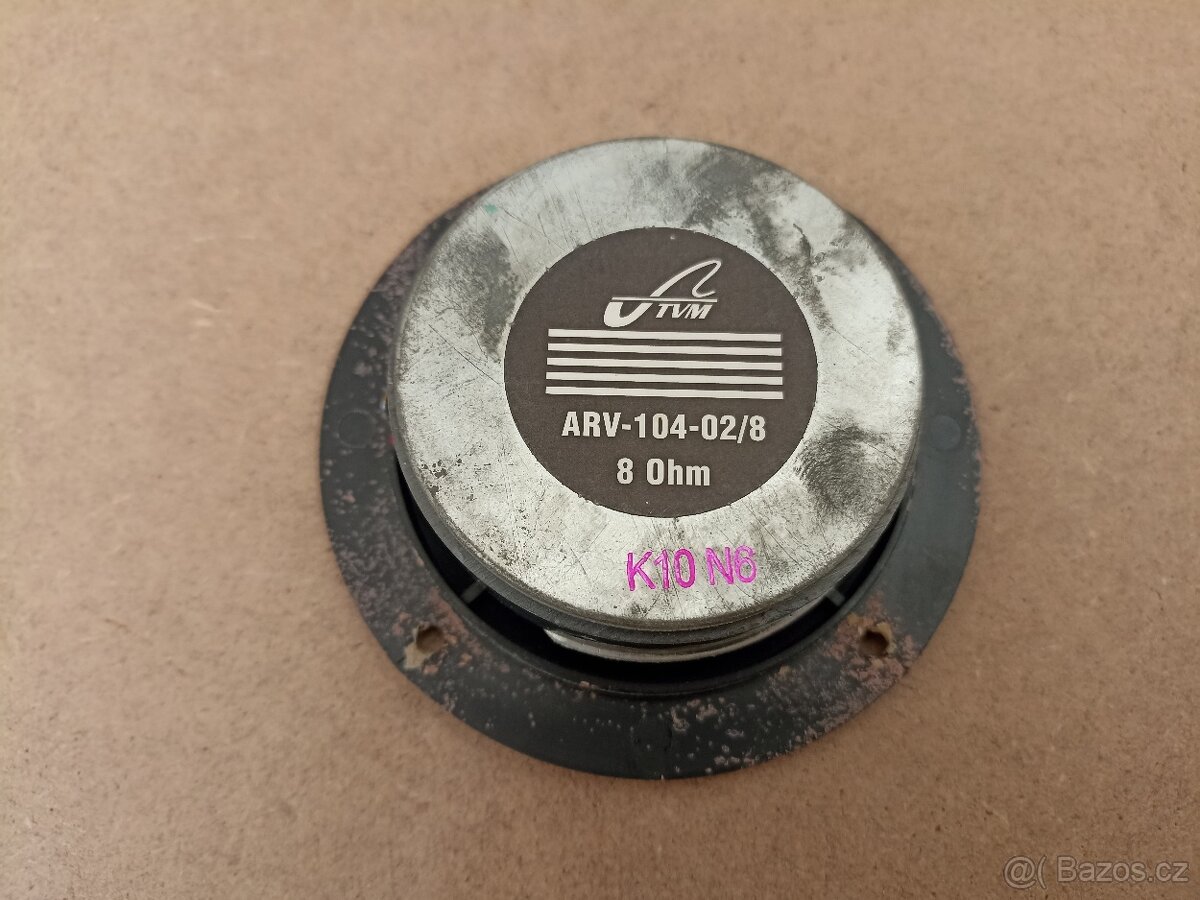 TVM
ARV-104-02/8
8 Ohm
K10 N6
@( Bazos.cz